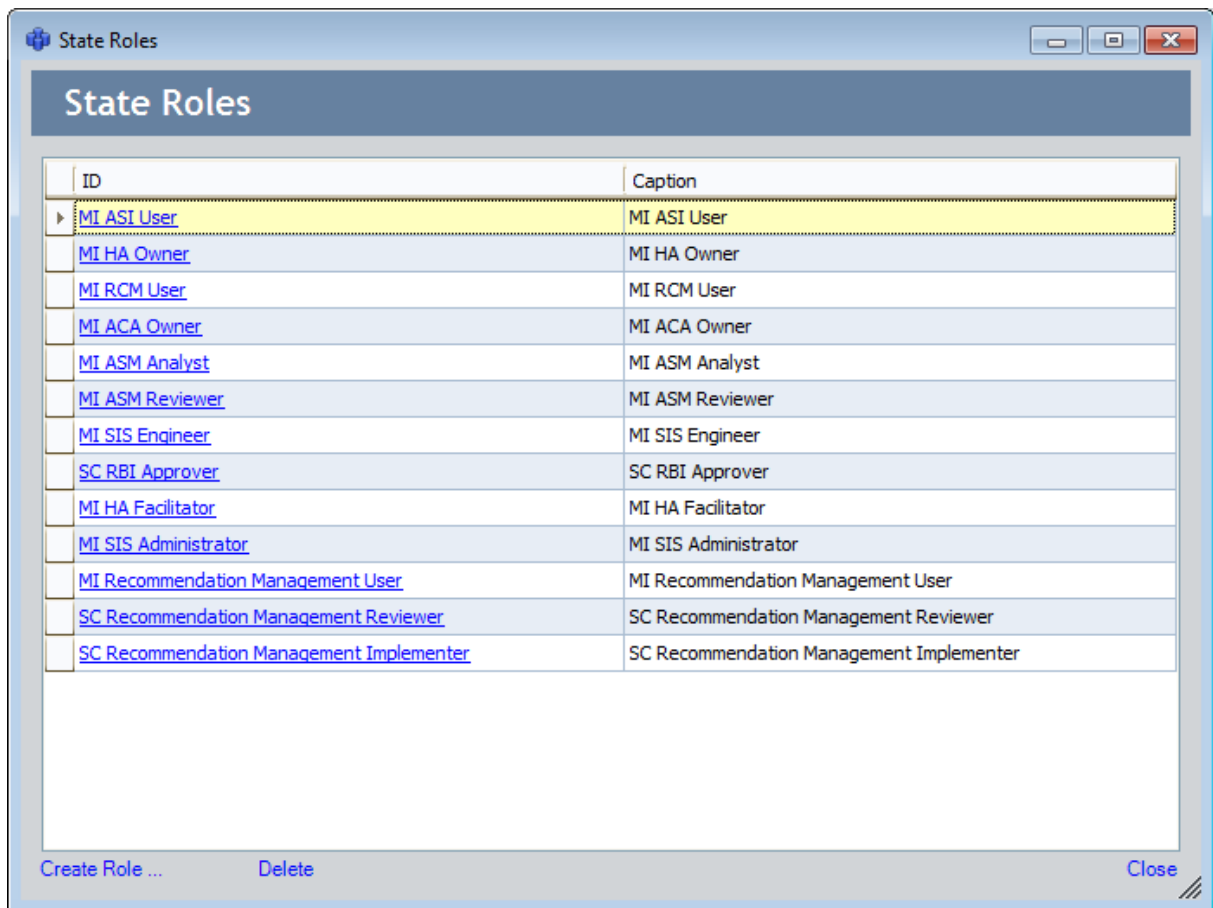 State Roles
State Roles
ID Caption
MI ASI User MI ASI User
MI HA Owner MI HA Owner
MI RCM User MI RCM User
MI ACA Owner MI ACA Owner
MI ASM Analyst MI ASM Analyst
MI ASM Reviewer MI ASM Reviewer
MI SIS Engineer MI SIS Engineer
SC RBI Approver SC RBI Approver
MI HA Facilitator MI HA Facilitator
MI SIS Administrator MI SIS Administrator
MI Recommendation Management User MI Recommendation Management User
SC Recommendation Management Reviewer SC Recommendation Management Reviewer
SC Recommendation Management Implementer SC Recommendation Management Implementer
Create Role ... Delete Close